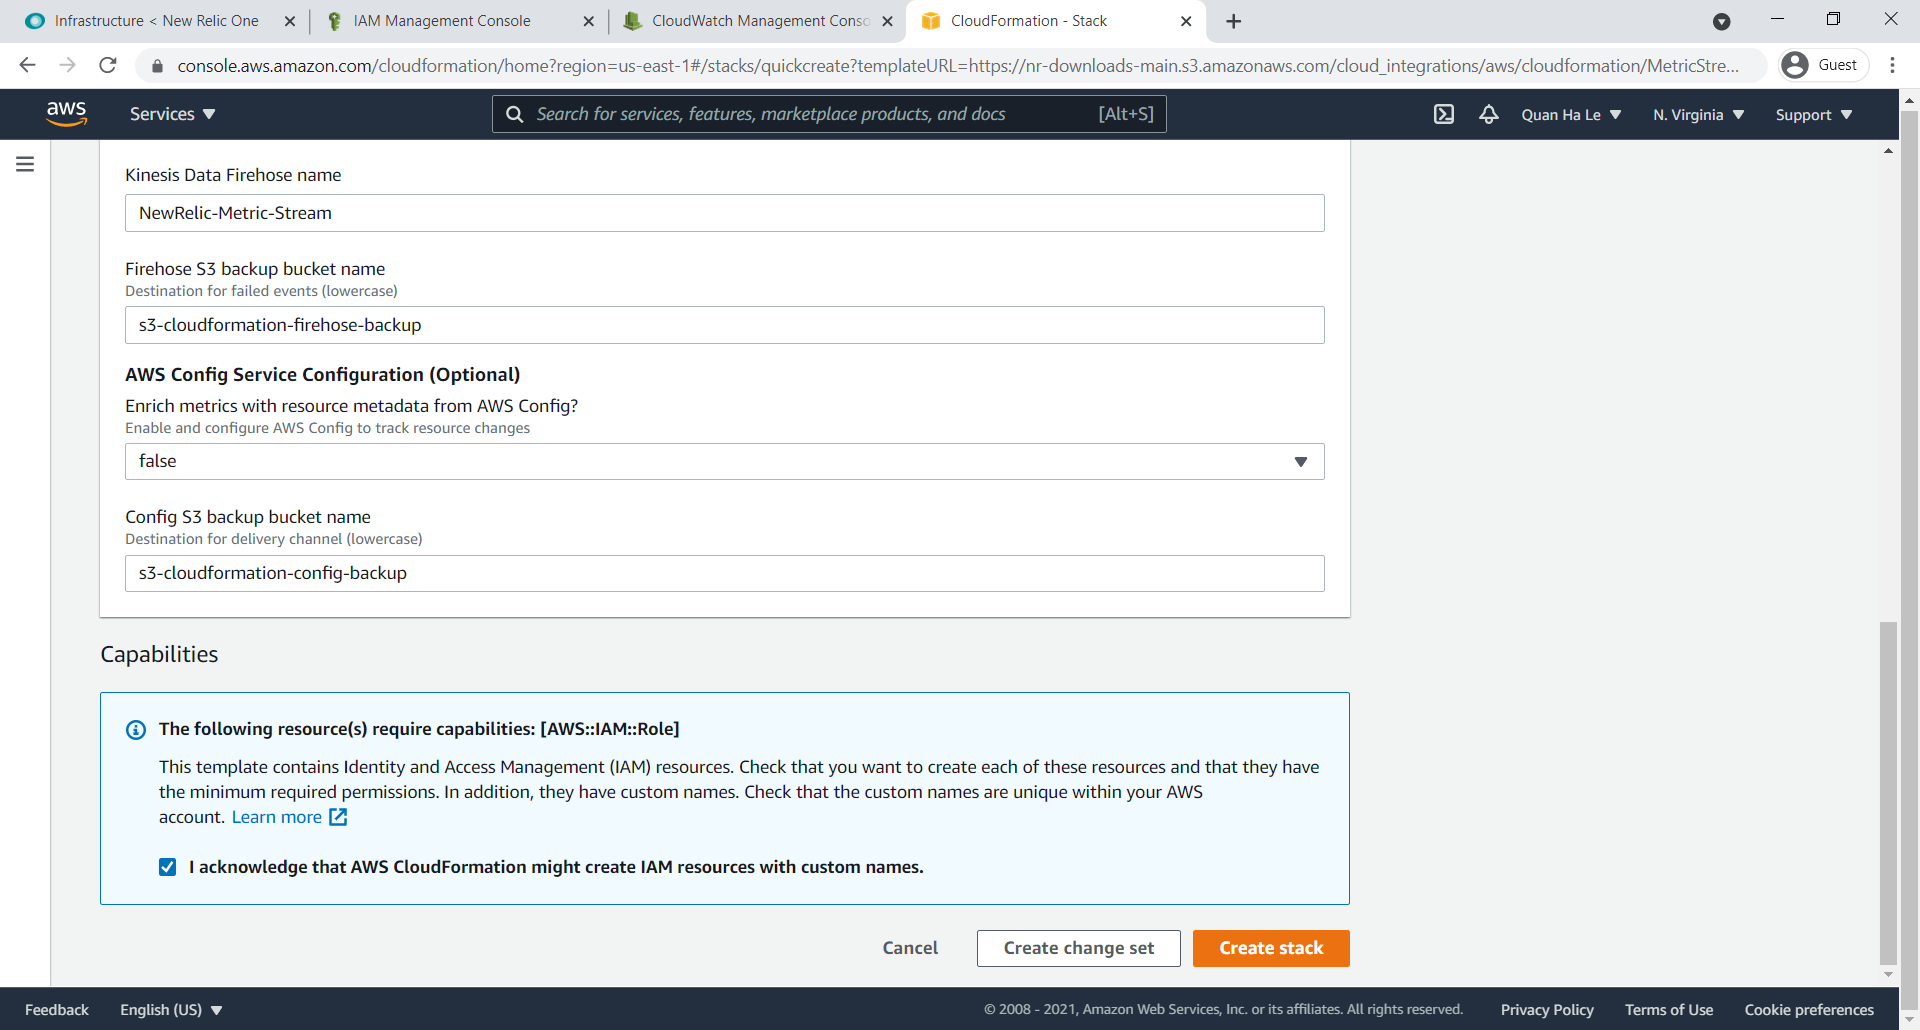 Infrastructure < New Relic One
IAM Management Console
CloudWatch Management Conso
CloudFormation - Stack
console.aws.amazon.com/cloudformation/home?region=us-east-1#/stacks/quickcreate?templateURL=https://nr-downloads-main.s3.amazonaws.com/cloud_integrations/aws/cloudformation/MetricStre...
Guest
aws
Services
Search for services, features, marketplace products, and docs [Alt+S]
Quan Ha Le
N. Virginia
Support
Kinesis Data Firehose name
NewRelic-Metric-Stream
Firehose S3 backup bucket name
Destination for failed events (lowercase)
s3-cloudformation-firehose-backup
AWS Config Service Configuration (Optional)
Enrich metrics with resource metadata from AWS Config?
Enable and configure AWS Config to track resource changes
false
Config S3 backup bucket name
Destination for delivery channel (lowercase)
s3-cloudformation-config-backup
Capabilities
The following resource(s) require capabilities: [AWS::IAM::Role]
This template contains Identity and Access Management (IAM) resources. Check that you want to create each of these resources and that they have
the minimum required permissions. In addition, they have custom names. Check that the custom names are unique within your AWS
account. Learn more
I acknowledge that AWS CloudFormation might create IAM resources with custom names.
Cancel
Create change set
Create stack
Feedback
English (US)
© 2008 - 2021, Amazon Web Services, Inc. or its affiliates. All rights reserved.
Privacy Policy
Terms of Use
Cookie preferences